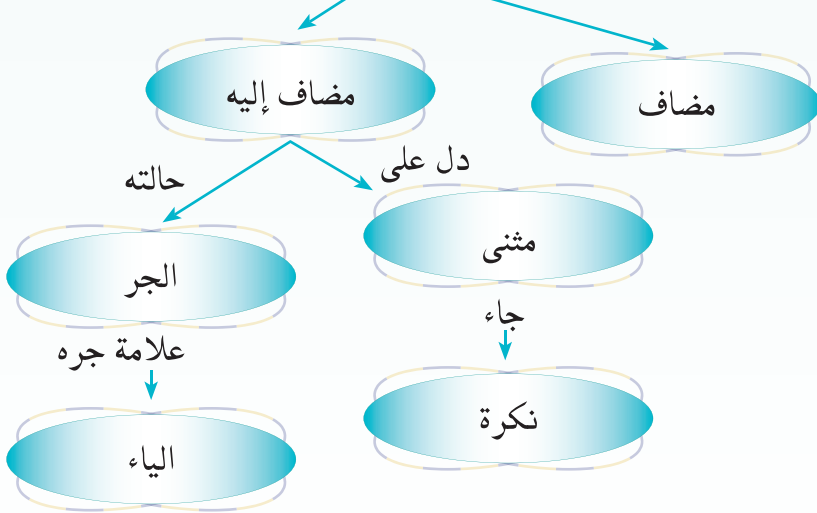 مضاف
مضاف إليه
دل على
حالته
مثنى
الجر
جاء
علامة جره
نكرة
الياء